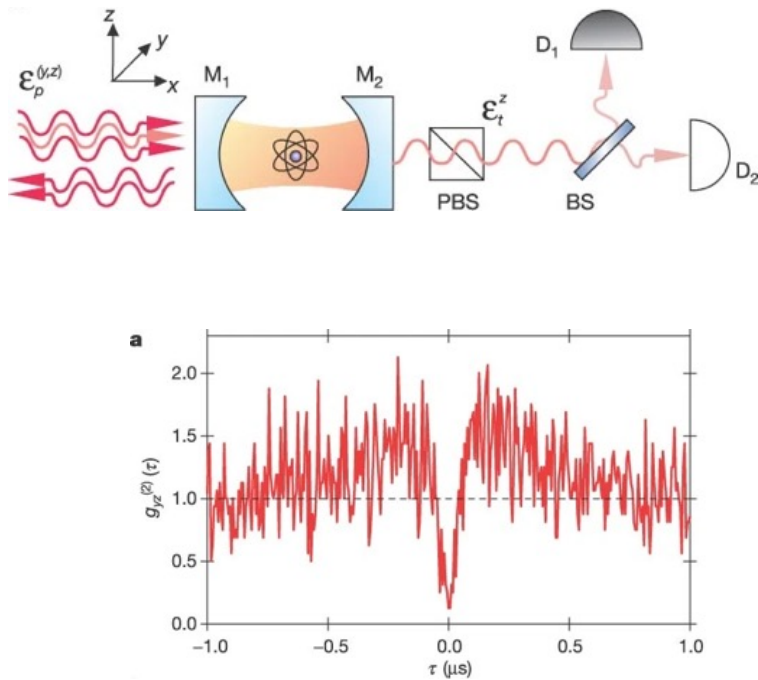 z
y
x
ε_p^(y,z)
M₁
M₂
ε_t^z
PBS
BS
D₁
D₂
a
g_yz^(2) (τ)
2.0
1.5
1.0
0.5
0.0
−1.0
−0.5
0.0
0.5
1.0
τ (μs)